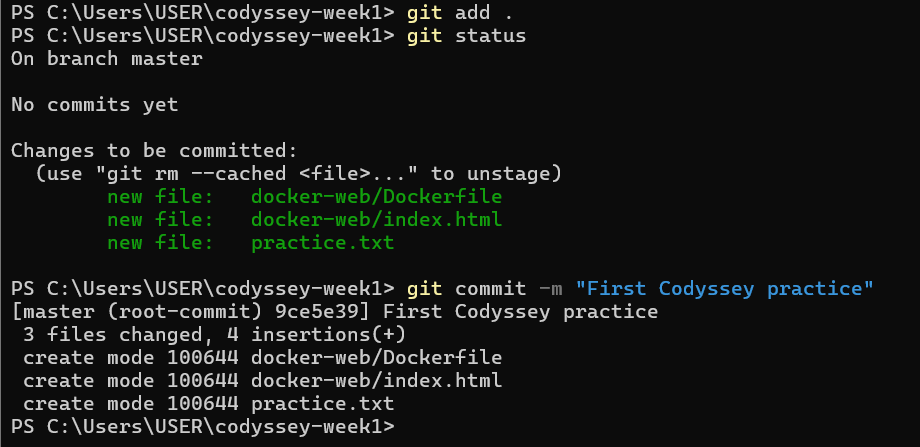 PS C:\Users\USER\codyssey-week1> git add .
PS C:\Users\USER\codyssey-week1> git status
On branch master
No commits yet
Changes to be committed:
  (use "git rm --cached <file>..." to unstage)
        new file:   docker-web/Dockerfile
        new file:   docker-web/index.html
        new file:   practice.txt
PS C:\Users\USER\codyssey-week1> git commit -m "First Codyssey practice"
[master (root-commit) 9ce5e39] First Codyssey practice
 3 files changed, 4 insertions(+)
 create mode 100644 docker-web/Dockerfile
 create mode 100644 docker-web/index.html
 create mode 100644 practice.txt
PS C:\Users\USER\codyssey-week1>